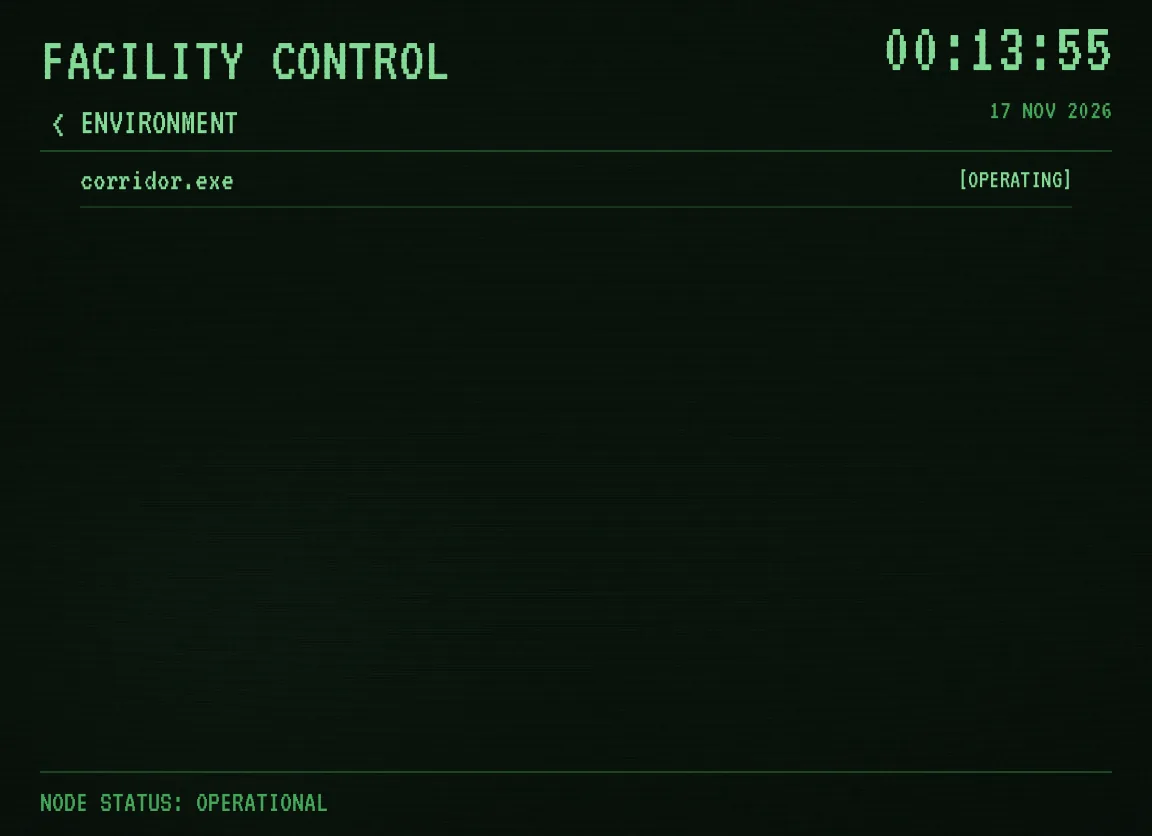 FACILITY CONTROL
00:13:55
17 NOV 2026
< ENVIRONMENT
corridor.exe
[OPERATING]
NODE STATUS: OPERATIONAL